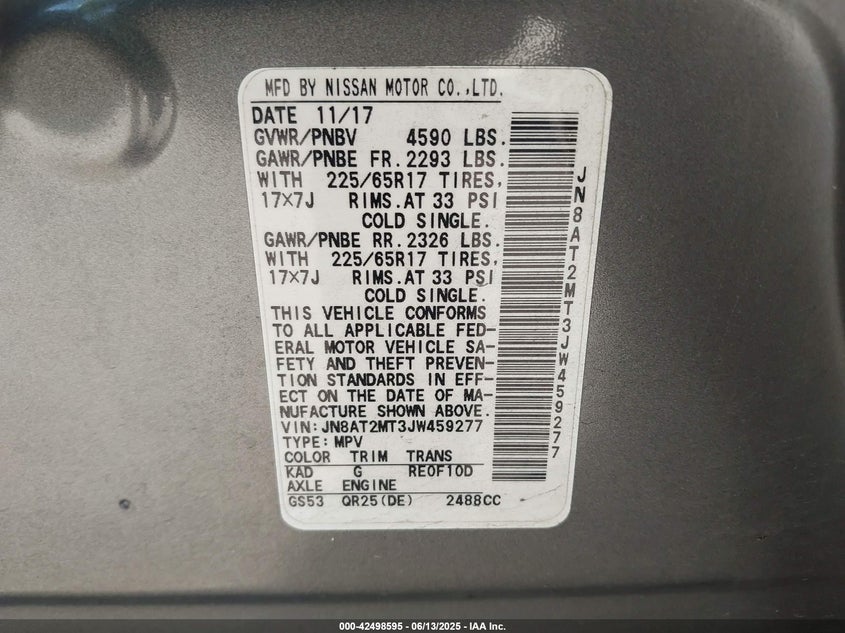 MFD BY NISSAN MOTOR CO.,LTD.
DATE 11/17
GVWR/PNBV 4590 LBS.
GAWR/PNBE FR. 2293 LBS.
WITH 225/65R17 TIRES,
17×7J RIMS.AT 33 PSI
COLD SINGLE.
GAWR/PNBE RR. 2326 LBS.
WITH 225/65R17 TIRES,
17×7J RIMS.AT 33 PSI
COLD SINGLE.
THIS VEHICLE CONFORMS
TO ALL APPLICABLE FED-
ERAL MOTOR VEHICLE SA-
FETY AND THEFT PREVEN-
TION STANDARDS IN EFF-
ECT ON THE DATE OF MA-
NUFACTURE SHOWN ABOVE.
VIN: JN8AT2MT3JW459277
TYPE: MPV
COLOR TRIM TRANS
KAD G RE0F10D
AXLE ENGINE
GS53 QR25(DE) 2488CC
JN8AT2MT3JW459277
000-42498595 - 06/13/2025 - IAA Inc.